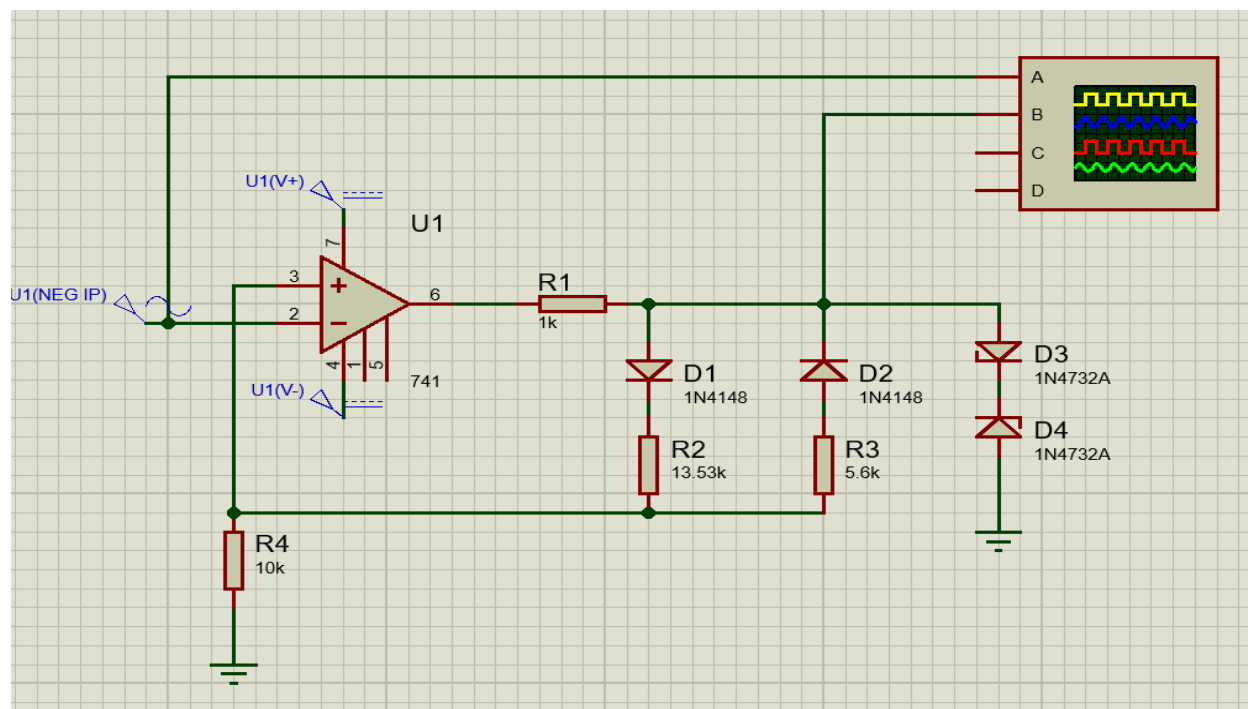 A
B
C
D
U1(V+)
U1
7
3
6
R1
1k
U1(NEG IP)
2
4
1
5
741
U1(V-)
D1
1N4148
D2
1N4148
D3
1N4732A
D4
1N4732A
R2
13.53k
R3
5.6k
R4
10k